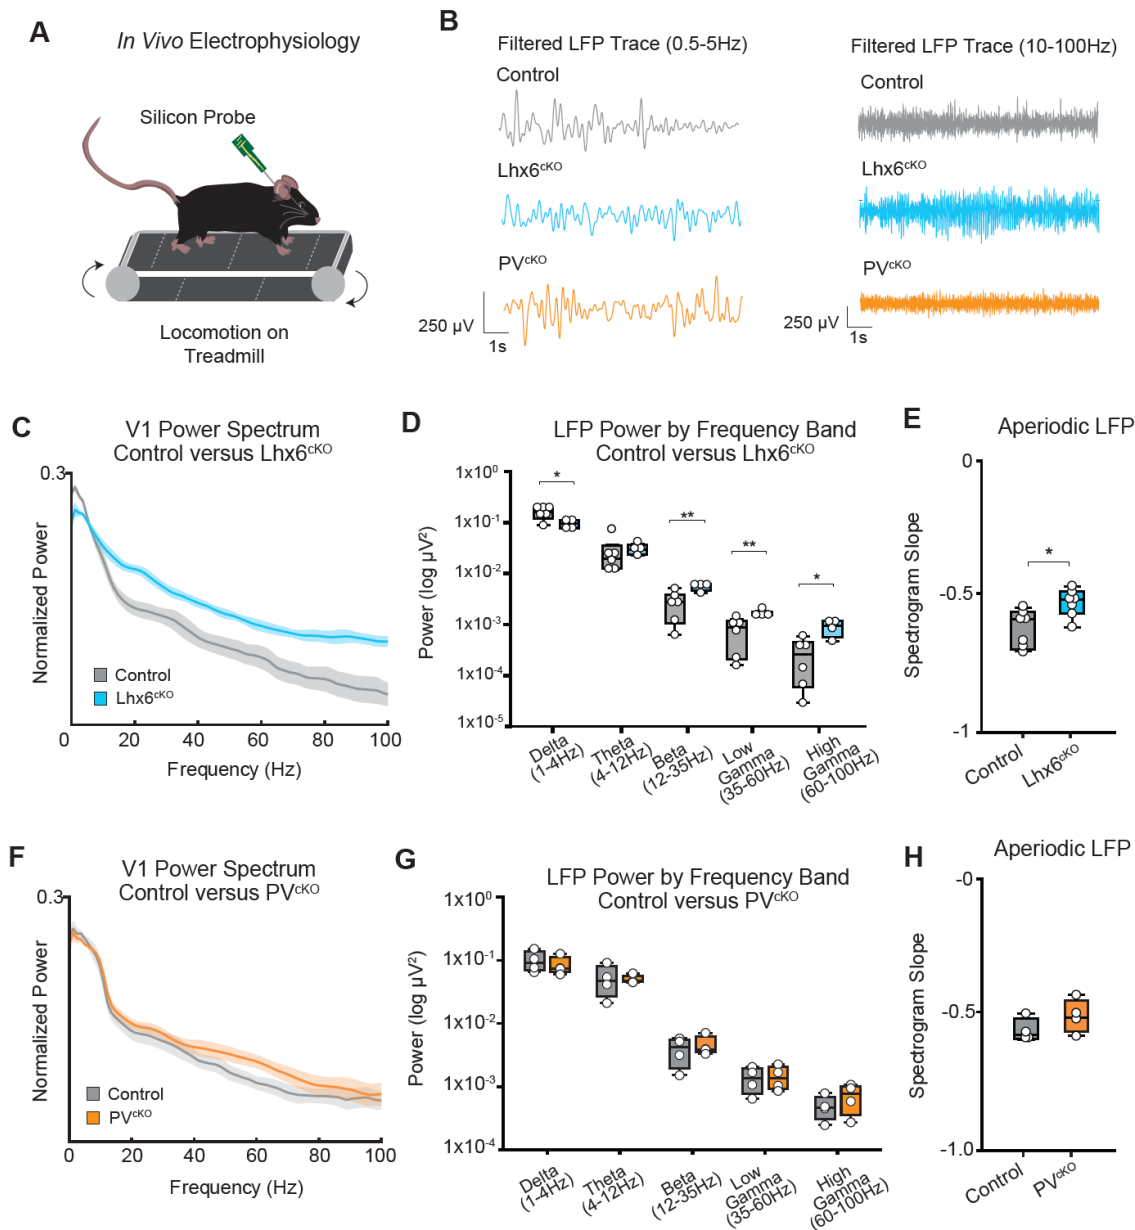 A
In Vivo Electrophysiology
Silicon Probe
Locomotion on
Treadmill
B
Filtered LFP Trace (0.5-5Hz)
Control
Lhx6cKO
PVcKO
250 µV
1s
Filtered LFP Trace (10-100Hz)
Control
Lhx6cKO
PVcKO
250 µV
1s
C
V1 Power Spectrum
Control versus Lhx6cKO
0.3
Normalized Power
Control
Lhx6cKO
0 20 40 60 80 100
Frequency (Hz)
D
LFP Power by Frequency Band
Control versus Lhx6cKO
Power (log µV²)
1x10⁰
1x10⁻¹
1x10⁻²
1x10⁻³
1x10⁻⁴
1x10⁻⁵
*
**
**
*
Delta
(1-4Hz)
Theta
(4-12Hz)
Beta
(12-35Hz)
Low
Gamma
(35-60Hz)
High
Gamma
(60-100Hz)
E
Aperiodic LFP
Spectrogram Slope
0
-0.5
-1
*
Control
Lhx6cKO
F
V1 Power Spectrum
Control versus PVcKO
0.3
Normalized Power
Control
PVcKO
0 20 40 60 80 100
Frequency (Hz)
G
LFP Power by Frequency Band
Control versus PVcKO
Power (log µV²)
1x10⁰
1x10⁻¹
1x10⁻²
1x10⁻³
1x10⁻⁴
Delta
(1-4Hz)
Theta
(4-12Hz)
Beta
(12-35Hz)
Low
Gamma
(35-60Hz)
High
Gamma
(60-100Hz)
H
Aperiodic LFP
Spectrogram Slope
-0
-0.5
-1.0
Control
PVcKO